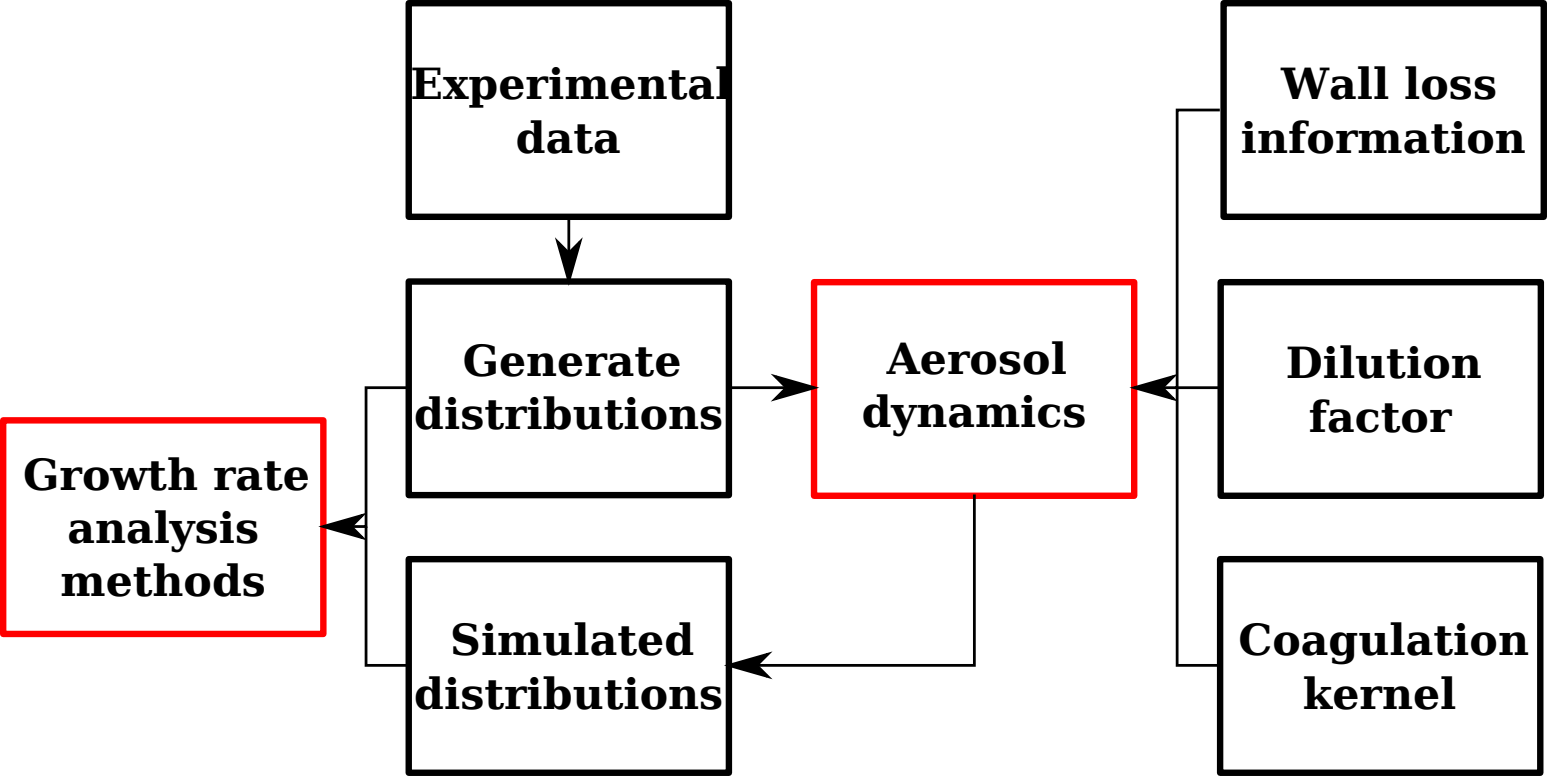 Experimental
data
Wall loss
information
Generate
distributions
Aerosol
dynamics
Dilution
factor
Growth rate
analysis
methods
Simulated
distributions
Coagulation
kernel